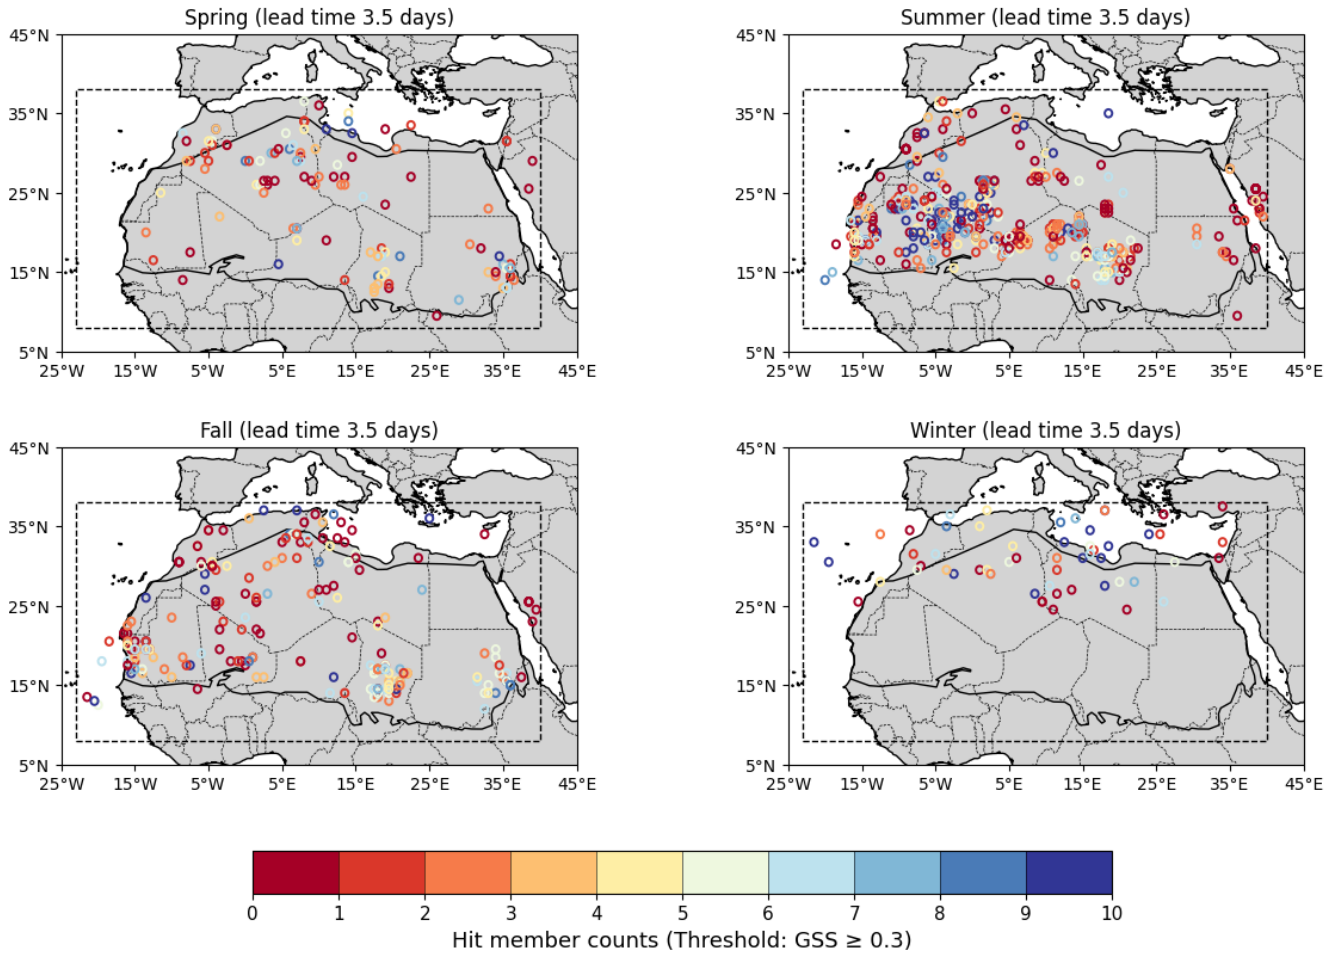 Spring (lead time 3.5 days)
45°N
35°N
25°N
15°N
5°N
25°W 15°W 5°W 5°E 15°E 25°E 35°E 45°E
Summer (lead time 3.5 days)
45°N
35°N
25°N
15°N
5°N
25°W 15°W 5°W 5°E 15°E 25°E 35°E 45°E
Fall (lead time 3.5 days)
45°N
35°N
25°N
15°N
5°N
25°W 15°W 5°W 5°E 15°E 25°E 35°E 45°E
Winter (lead time 3.5 days)
45°N
35°N
25°N
15°N
5°N
25°W 15°W 5°W 5°E 15°E 25°E 35°E 45°E
0 1 2 3 4 5 6 7 8 9 10
Hit member counts (Threshold: GSS ≥ 0.3)